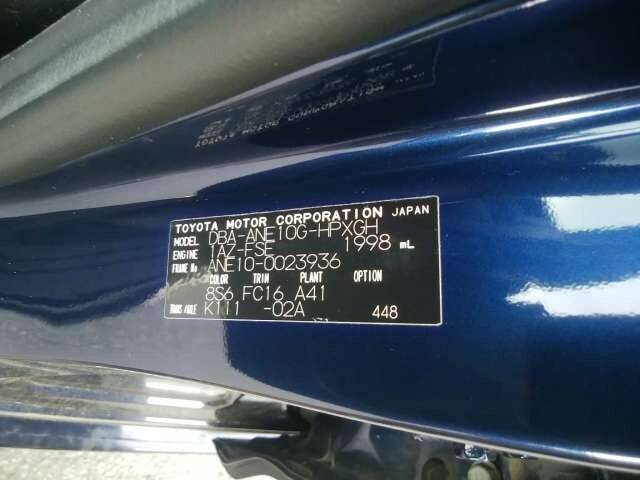 TOYOTA MOTOR CORPORATION JAPAN
MODEL DBA-ANE10G-HPXGH
ENGINE 1AZ-FSE 1998 mL
FRAME No. ANE10-0023936
COLOR TRIM PLANT OPTION
8S6 FC16 A41
TRANS/AXLE K111 -02A 448